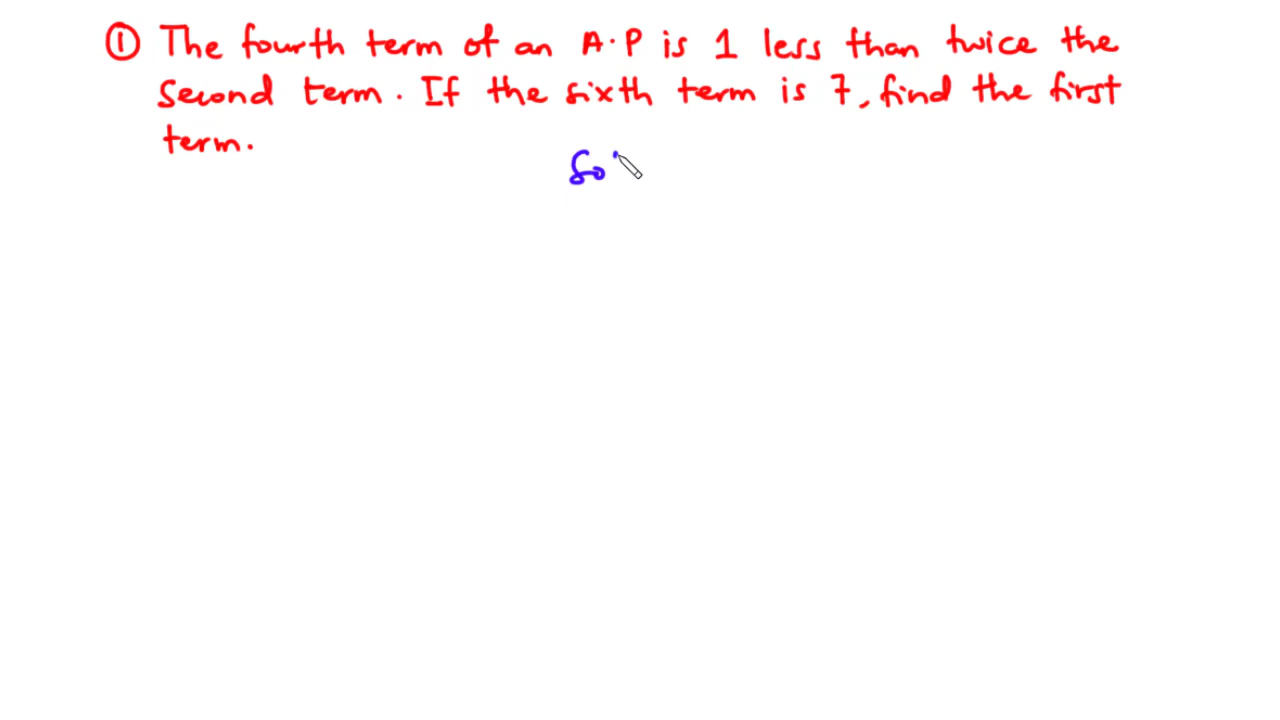 ① The fourth term of an A.P is 1 less than twice the
second term. If the sixth term is 7, find the first
term.
So